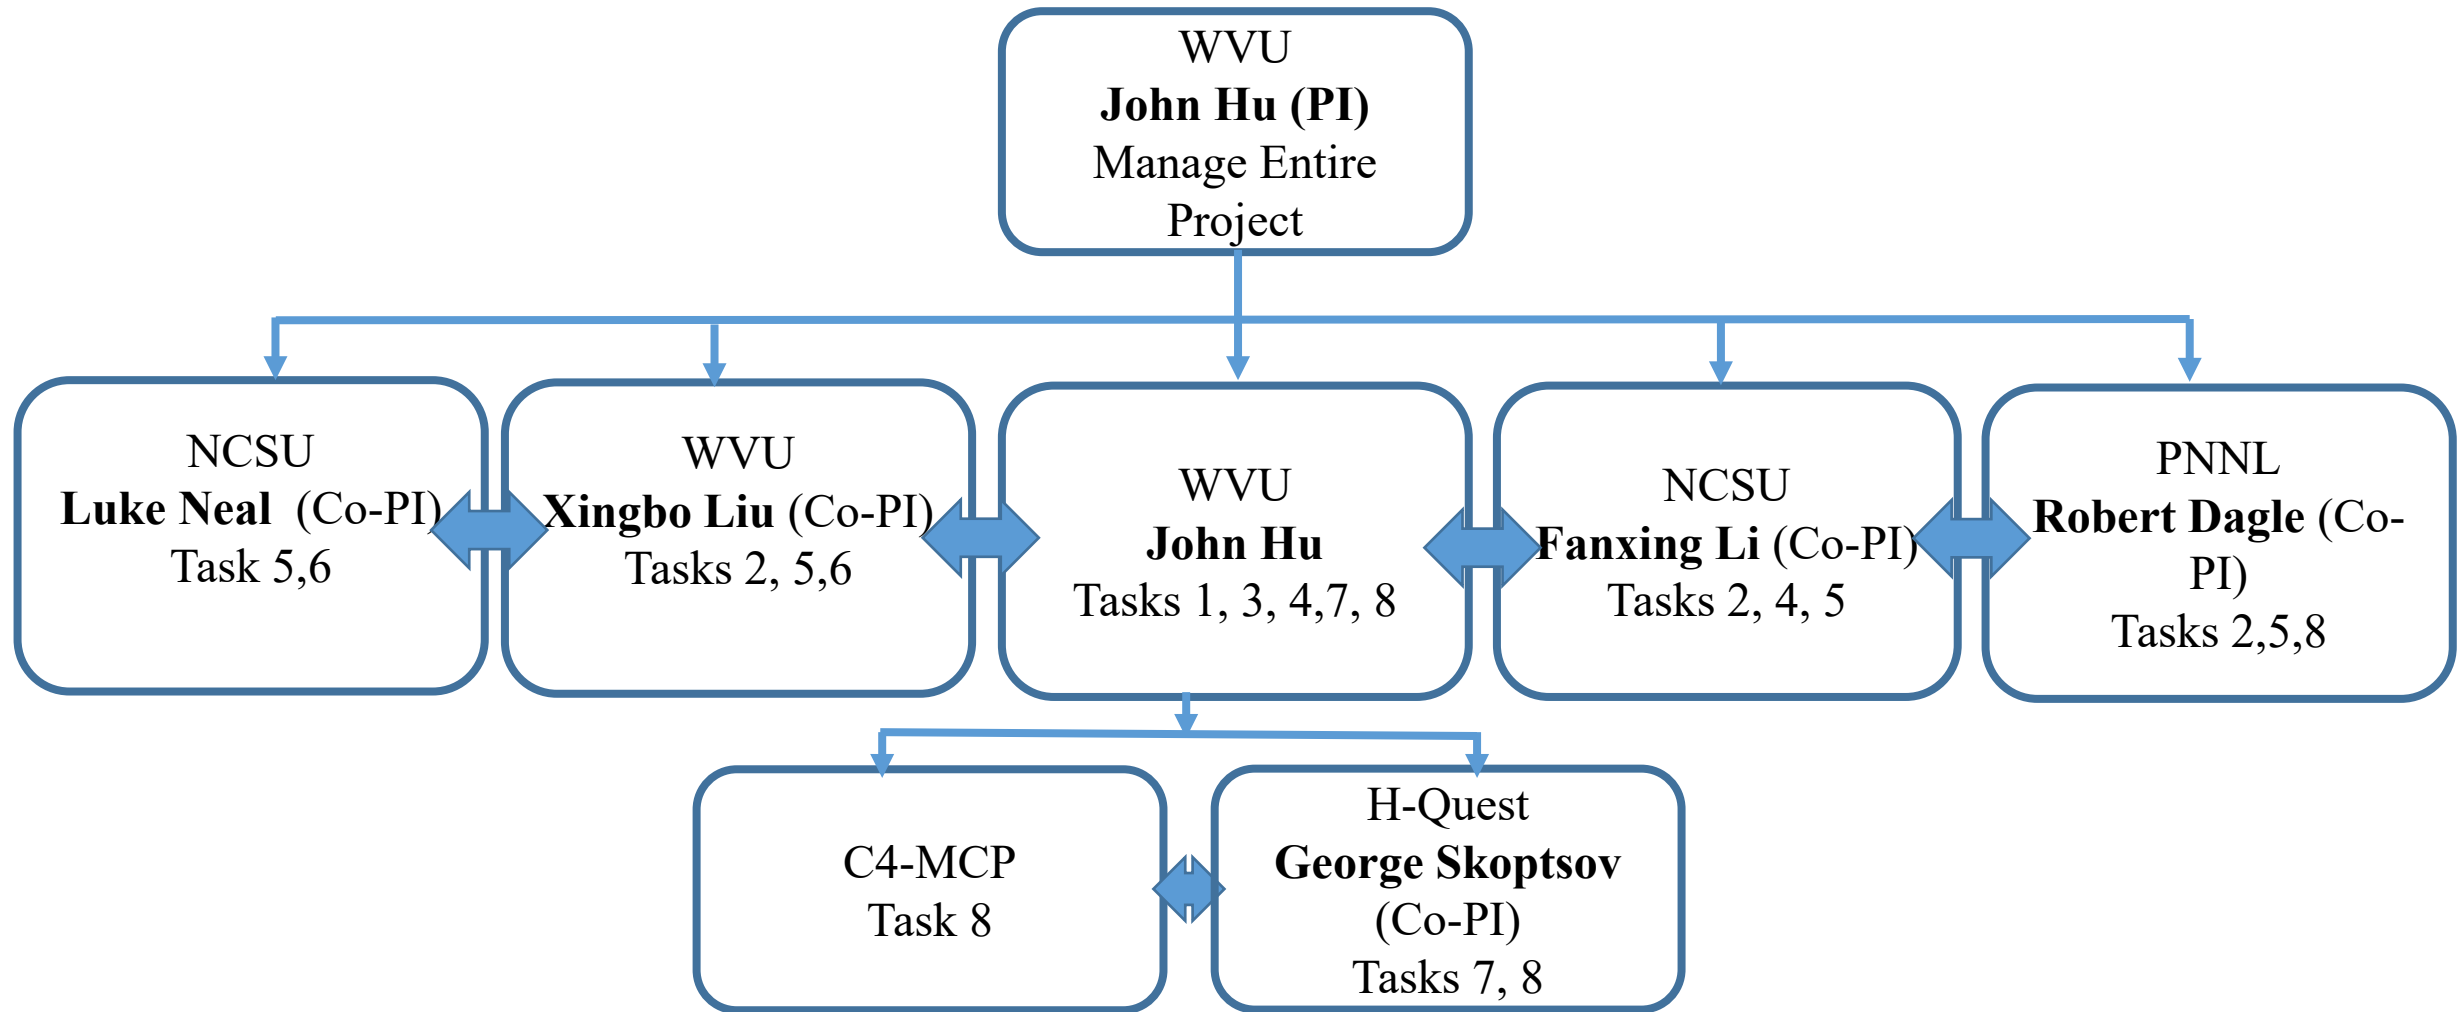 WVU
John Hu (PI)
Manage Entire
Project
NCSU
Luke Neal  (Co-PI)
Task 5,6
WVU
Xingbo Liu (Co-PI)
Tasks 2, 5,6
WVU
John Hu
Tasks 1, 3, 4,7, 8
NCSU
Fanxing Li (Co-PI)
Tasks 2, 4, 5
PNNL
Robert Dagle (Co-
PI)
Tasks 2,5,8
C4-MCP
Task 8
H-Quest
George Skoptsov
(Co-PI)
Tasks 7, 8